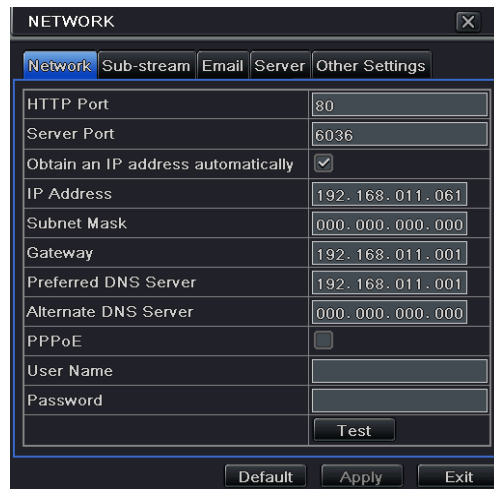 NETWORK
Network Sub-stream Email Server Other Settings
HTTP Port 80
Server Port 6036
Obtain an IP address automatically
IP Address 192.168.011.061
Subnet Mask 000.000.000.000
Gateway 192.168.011.001
Preferred DNS Server 192.168.011.001
Alternate DNS Server 000.000.000.000
PPPoE
User Name
Password
Test
Default Apply Exit